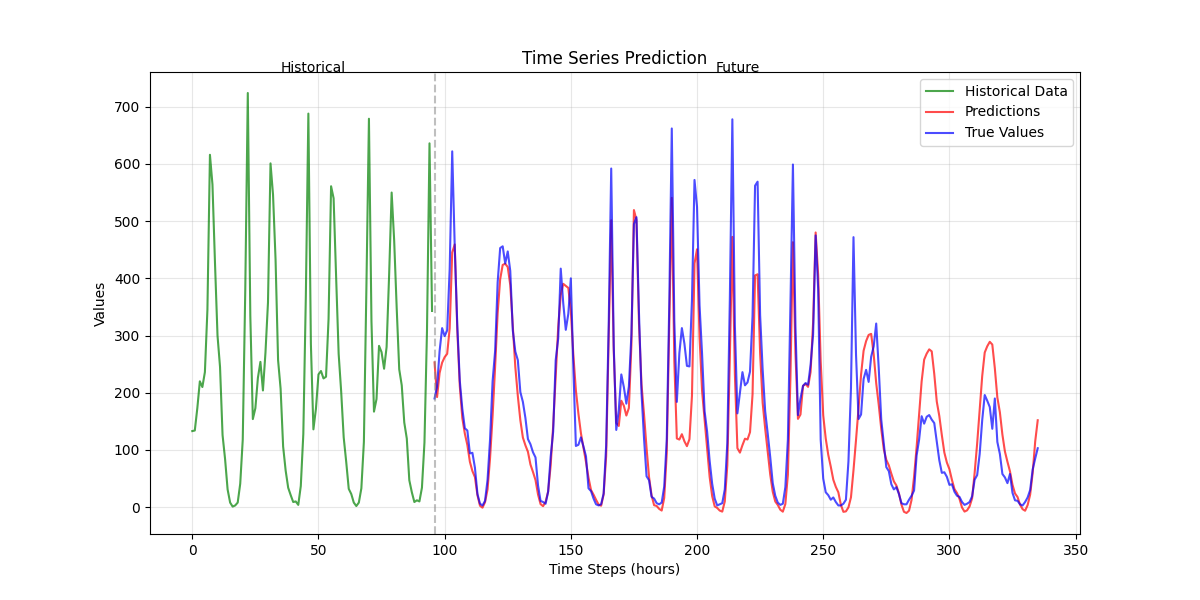 Time Series Prediction
Historical
Future
Historical Data
Predictions
True Values
Values
700
600
500
400
300
200
100
0
0
50
100
150
200
250
300
350
Time Steps (hours)